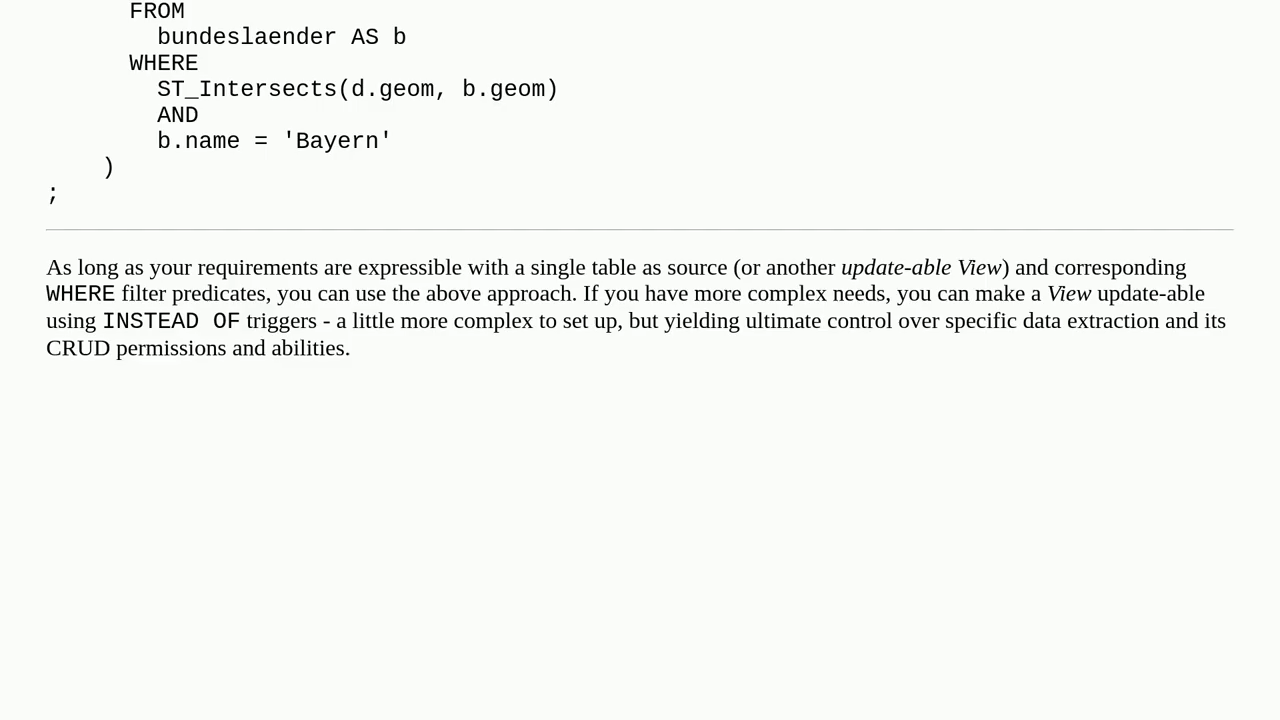 FROM
bundeslaender AS b
WHERE
ST_Intersects(d.geom, b.geom)
AND
b.name = 'Bayern'
)
;
As long as your requirements are expressible with a single table as source (or another update-able View) and corresponding
WHERE filter predicates, you can use the above approach. If you have more complex needs, you can make a View update-able
using INSTEAD OF triggers - a little more complex to set up, but yielding ultimate control over specific data extraction and its
CRUD permissions and abilities.